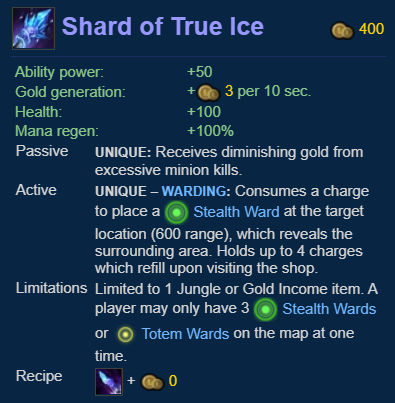 Shard of True Ice 400
Ability power: +50
Gold generation: + 3 per 10 sec.
Health: +100
Mana regen: +100%
Passive UNIQUE: Receives diminishing gold from
excessive minion kills.
Active UNIQUE – WARDING: Consumes a charge
to place a Stealth Ward at the target
location (600 range), which reveals the
surrounding area. Holds up to 4 charges
which refill upon visiting the shop.
Limitations Limited to 1 Jungle or Gold Income item. A
player may only have 3 Stealth Wards
or Totem Wards on the map at one
time.
Recipe + 0